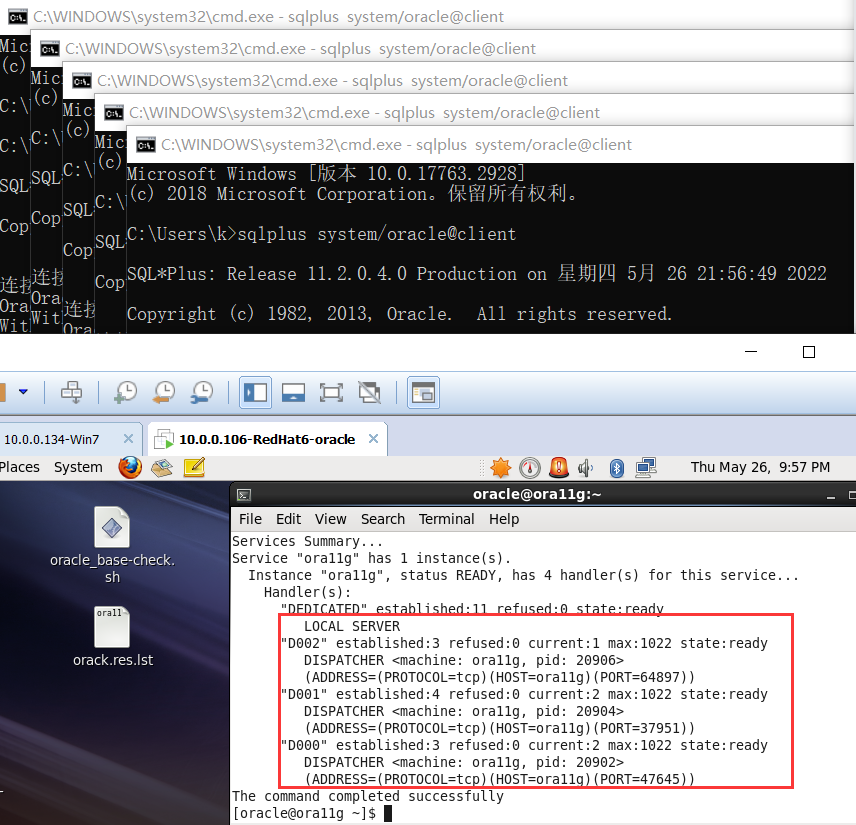 C:\WINDOWS\system32\cmd.exe - sqlplus  system/oracle@client
C:\WINDOWS\system32\cmd.exe - sqlplus  system/oracle@client
C:\WINDOWS\system32\cmd.exe - sqlplus  system/oracle@client
C:\WINDOWS\system32\cmd.exe - sqlplus  system/oracle@client
C:\WINDOWS\system32\cmd.exe - sqlplus  system/oracle@client
Microsoft Windows [版本 10.0.17763.2928]
(c) 2018 Microsoft Corporation。保留所有权利。
C:\Users\k>sqlplus system/oracle@client
SQL*Plus: Release 11.2.0.4.0 Production on 星期四 5月 26 21:56:49 2022
Copyright (c) 1982, 2013, Oracle.  All rights reserved.
10.0.0.134-Win7
10.0.0.106-RedHat6-oracle
Places System
Thu May 26, 9:57 PM
oracle@ora11g:~
File Edit View Search Terminal Help
oracle_base-check.
sh
ora11
orack.res.lst
Services Summary...
Service "ora11g" has 1 instance(s).
Instance "ora11g", status READY, has 4 handler(s) for this service...
Handler(s):
"DEDICATED" established:11 refused:0 state:ready
LOCAL SERVER
"D002" established:3 refused:0 current:1 max:1022 state:ready
DISPATCHER <machine: ora11g, pid: 20906>
(ADDRESS=(PROTOCOL=tcp)(HOST=ora11g)(PORT=64897))
"D001" established:4 refused:0 current:2 max:1022 state:ready
DISPATCHER <machine: ora11g, pid: 20904>
(ADDRESS=(PROTOCOL=tcp)(HOST=ora11g)(PORT=37951))
"D000" established:3 refused:0 current:2 max:1022 state:ready
DISPATCHER <machine: ora11g, pid: 20902>
(ADDRESS=(PROTOCOL=tcp)(HOST=ora11g)(PORT=47645))
The command completed successfully
[oracle@ora11g ~]$